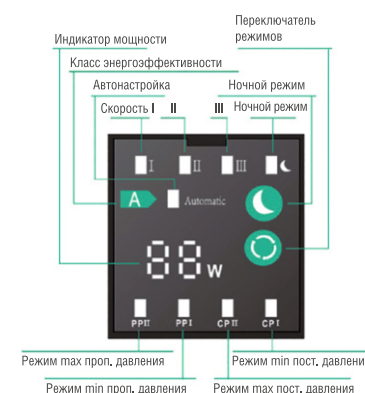 Переключатель
режимов
Индикатор мощности
Класс энергоэффективности
Автонастройка
Ночной режим
Скорость I II III Ночной режим
I II III
A Automatic
88 W
PPII PPI CPII CPI
Режим max проп. давления Режим min пост. давлени
Режим min проп. давления Режим max пост. давления